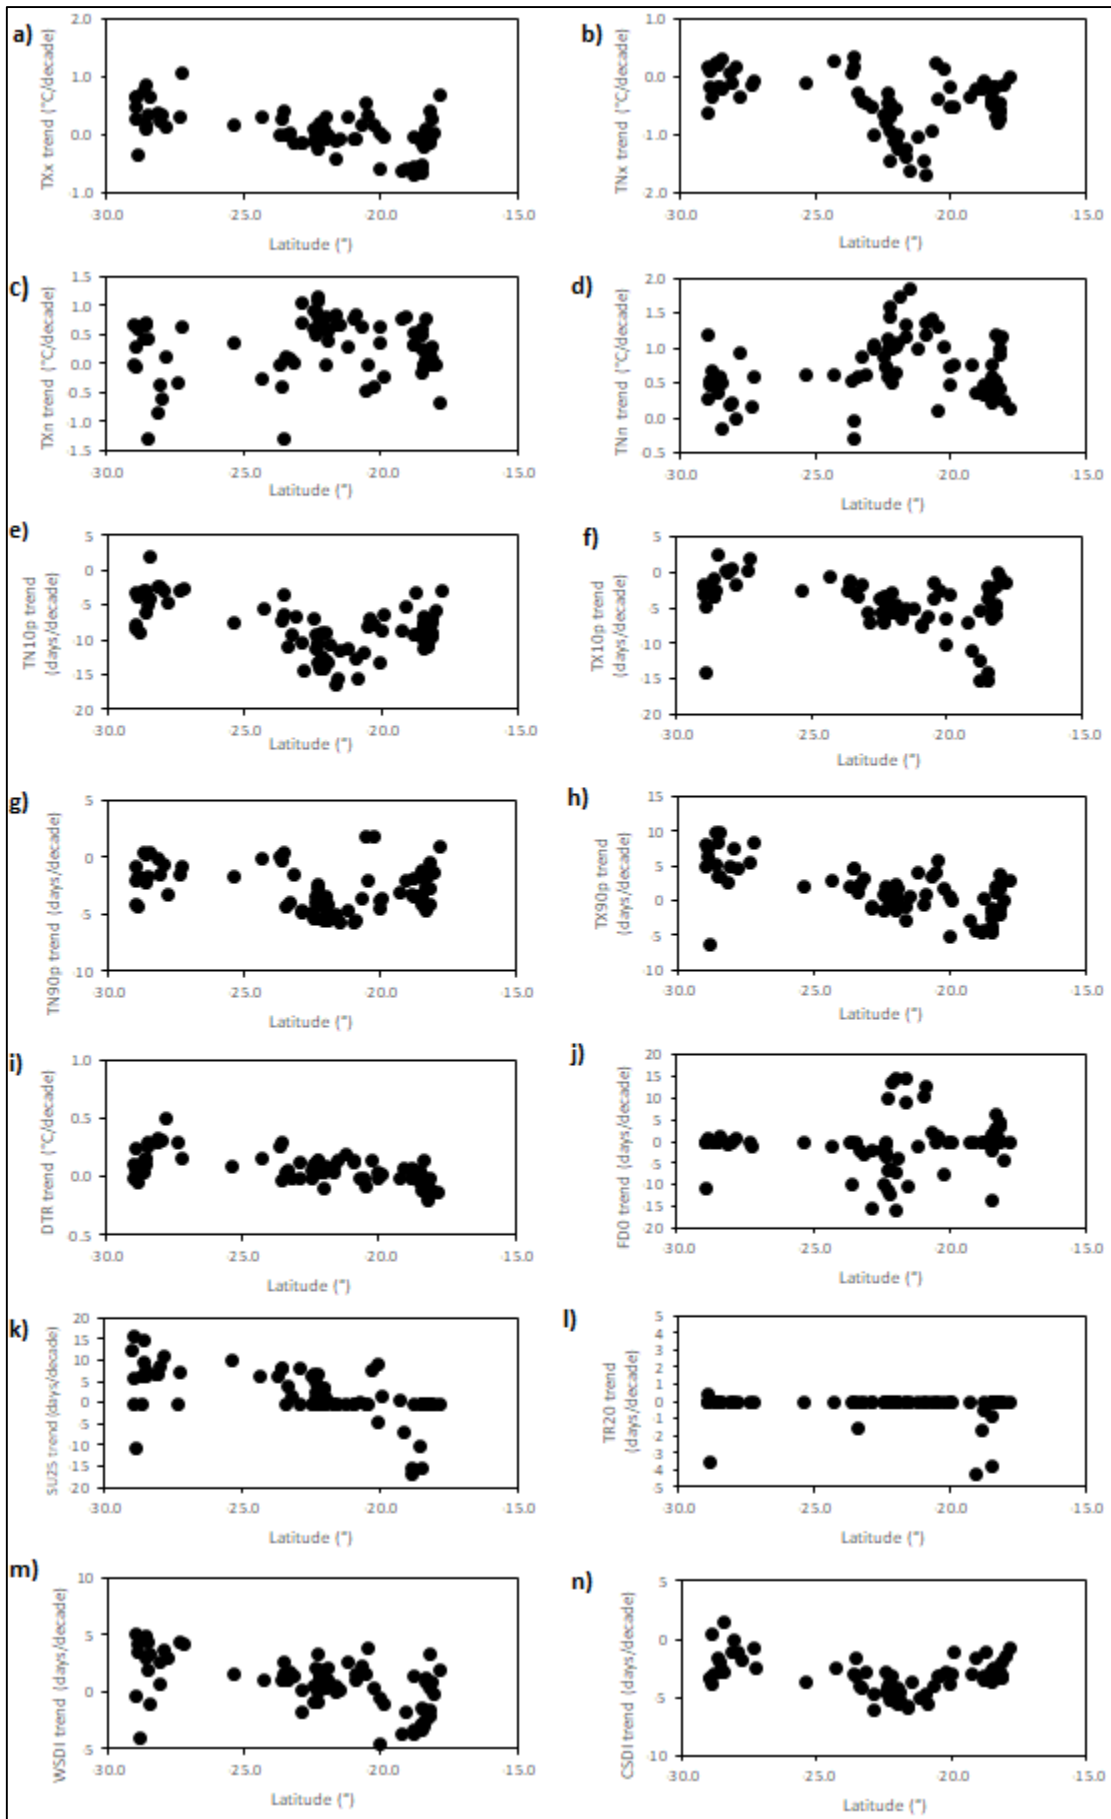 a)
TXx trend (°C/decade)
2.0
1.0
0.0
-1.0
-30.0 -25.0 -20.0 -15.0
Latitude (°)
b)
TNx trend (°C/decade)
1.0
0.0
-1.0
-2.0
-30.0 -25.0 -20.0 -15.0
Latitude (°)
c)
TXn trend (°C/decade)
1.5
1.0
0.5
0.0
-0.5
-1.0
-1.5
-30.0 -25.0 -20.0 -15.0
Latitude (°)
d)
TNn trend (°C/decade)
2.0
1.5
1.0
0.5
0.0
-0.5
-30.0 -25.0 -20.0 -15.0
Latitude (°)
e)
TN10p trend
(days/decade)
5
0
-5
-10
-15
-20
-30.0 -25.0 -20.0 -15.0
Latitude (°)
f)
TX10p trend
(days/decade)
5
0
-5
-10
-15
-20
-30.0 -25.0 -20.0 -15.0
Latitude (°)
g)
TN90p trend (days/decade)
5
0
-5
-10
-30.0 -25.0 -20.0 -15.0
Latitude (°)
h)
TX90p trend
(days/decade)
15
10
5
0
-5
-10
-30.0 -25.0 -20.0 -15.0
Latitude (°)
i)
DTR trend (°C/decade)
1.0
0.5
0.0
-0.5
-30.0 -25.0 -20.0 -15.0
Latitude (°)
j)
FD0 trend (days/decade)
20
15
10
5
0
-5
-10
-15
-20
-30.0 -25.0 -20.0 -15.0
Latitude (°)
k)
SU25 trend (days/decade)
20
15
10
5
0
-5
-10
-15
-20
-30.0 -25.0 -20.0 -15.0
Latitude (°)
l)
TR20 trend
(days/decade)
5
4
3
2
1
0
-1
-2
-3
-4
-5
-30.0 -25.0 -20.0 -15.0
Latitude (°)
m)
WSDI trend (days/decade)
10
5
0
-5
-30.0 -25.0 -20.0 -15.0
Latitude (°)
n)
CSDI trend (days/decade)
5
0
-5
-10
-30.0 -25.0 -20.0 -15.0
Latitude (°)